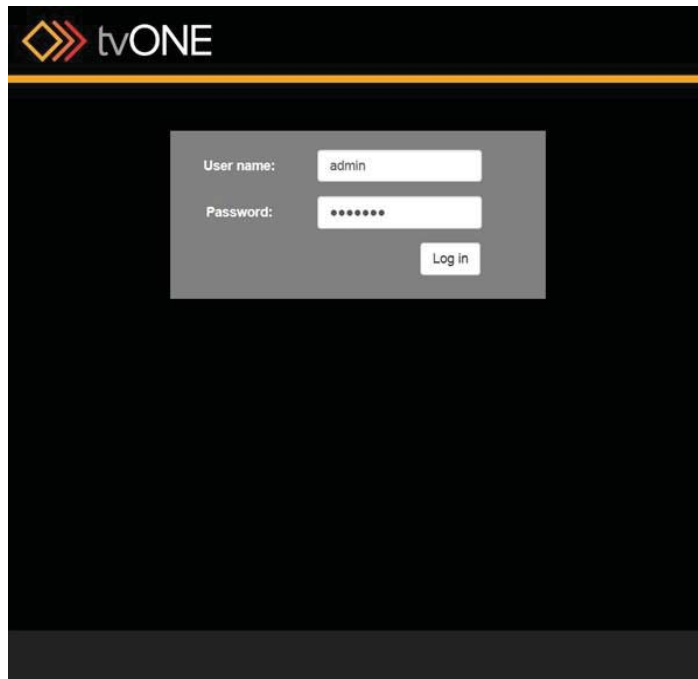 tvONE
User name: admin
Password: •••••••
Log in